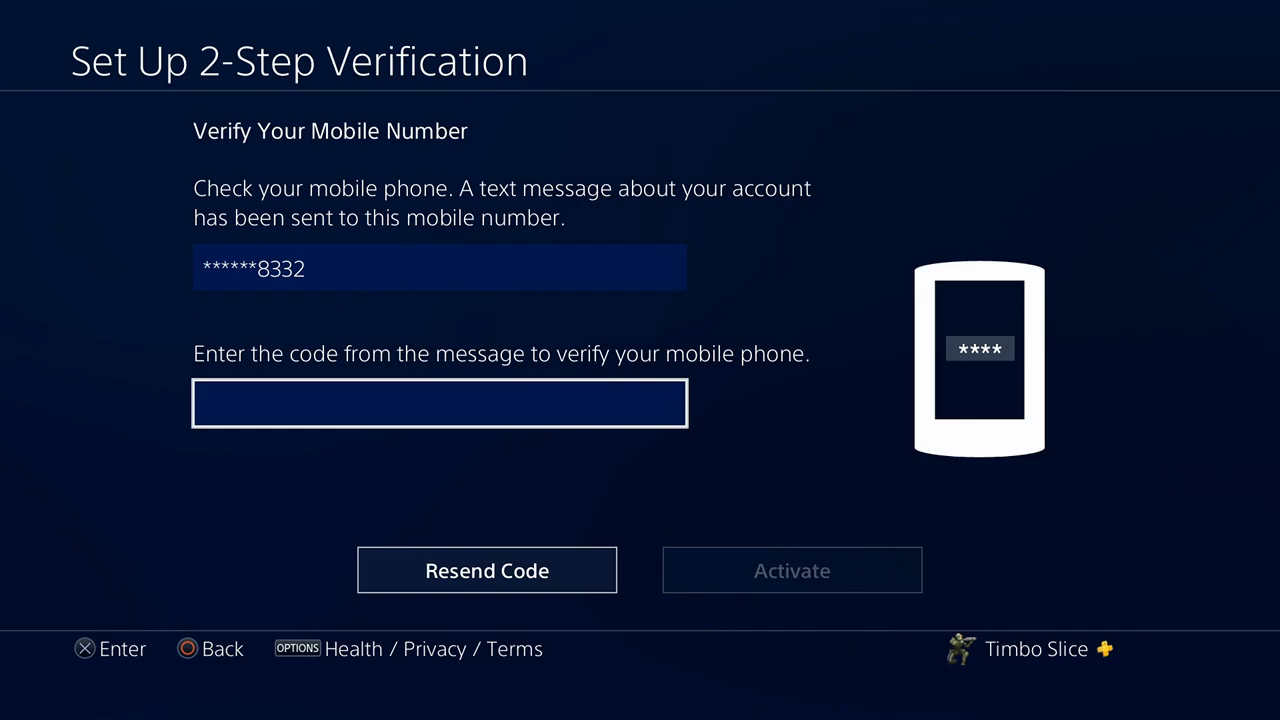 Set Up 2-Step Verification
Verify Your Mobile Number
Check your mobile phone. A text message about your account
has been sent to this mobile number.
******8332
Enter the code from the message to verify your mobile phone.
****
Resend Code
Activate
Enter
Back
OPTIONS Health / Privacy / Terms
Timbo Slice